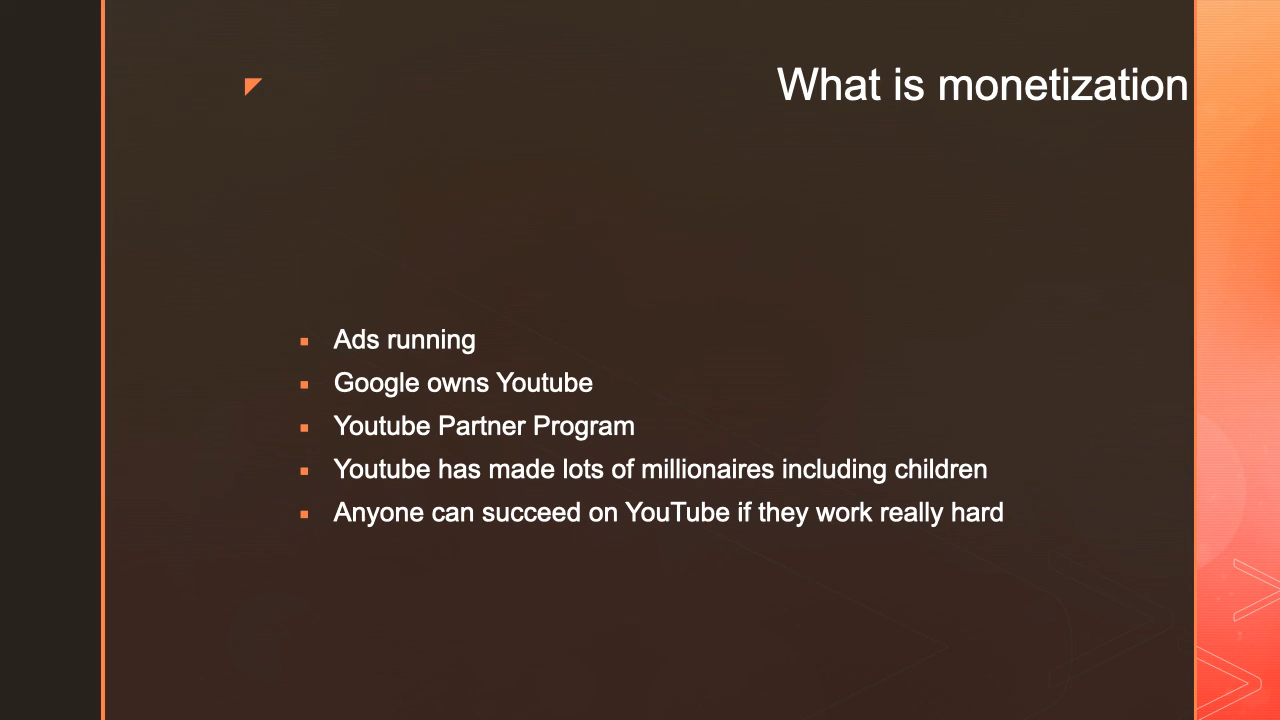 What is monetization
Ads running
Google owns Youtube
Youtube Partner Program
Youtube has made lots of millionaires including children
Anyone can succeed on YouTube if they work really hard